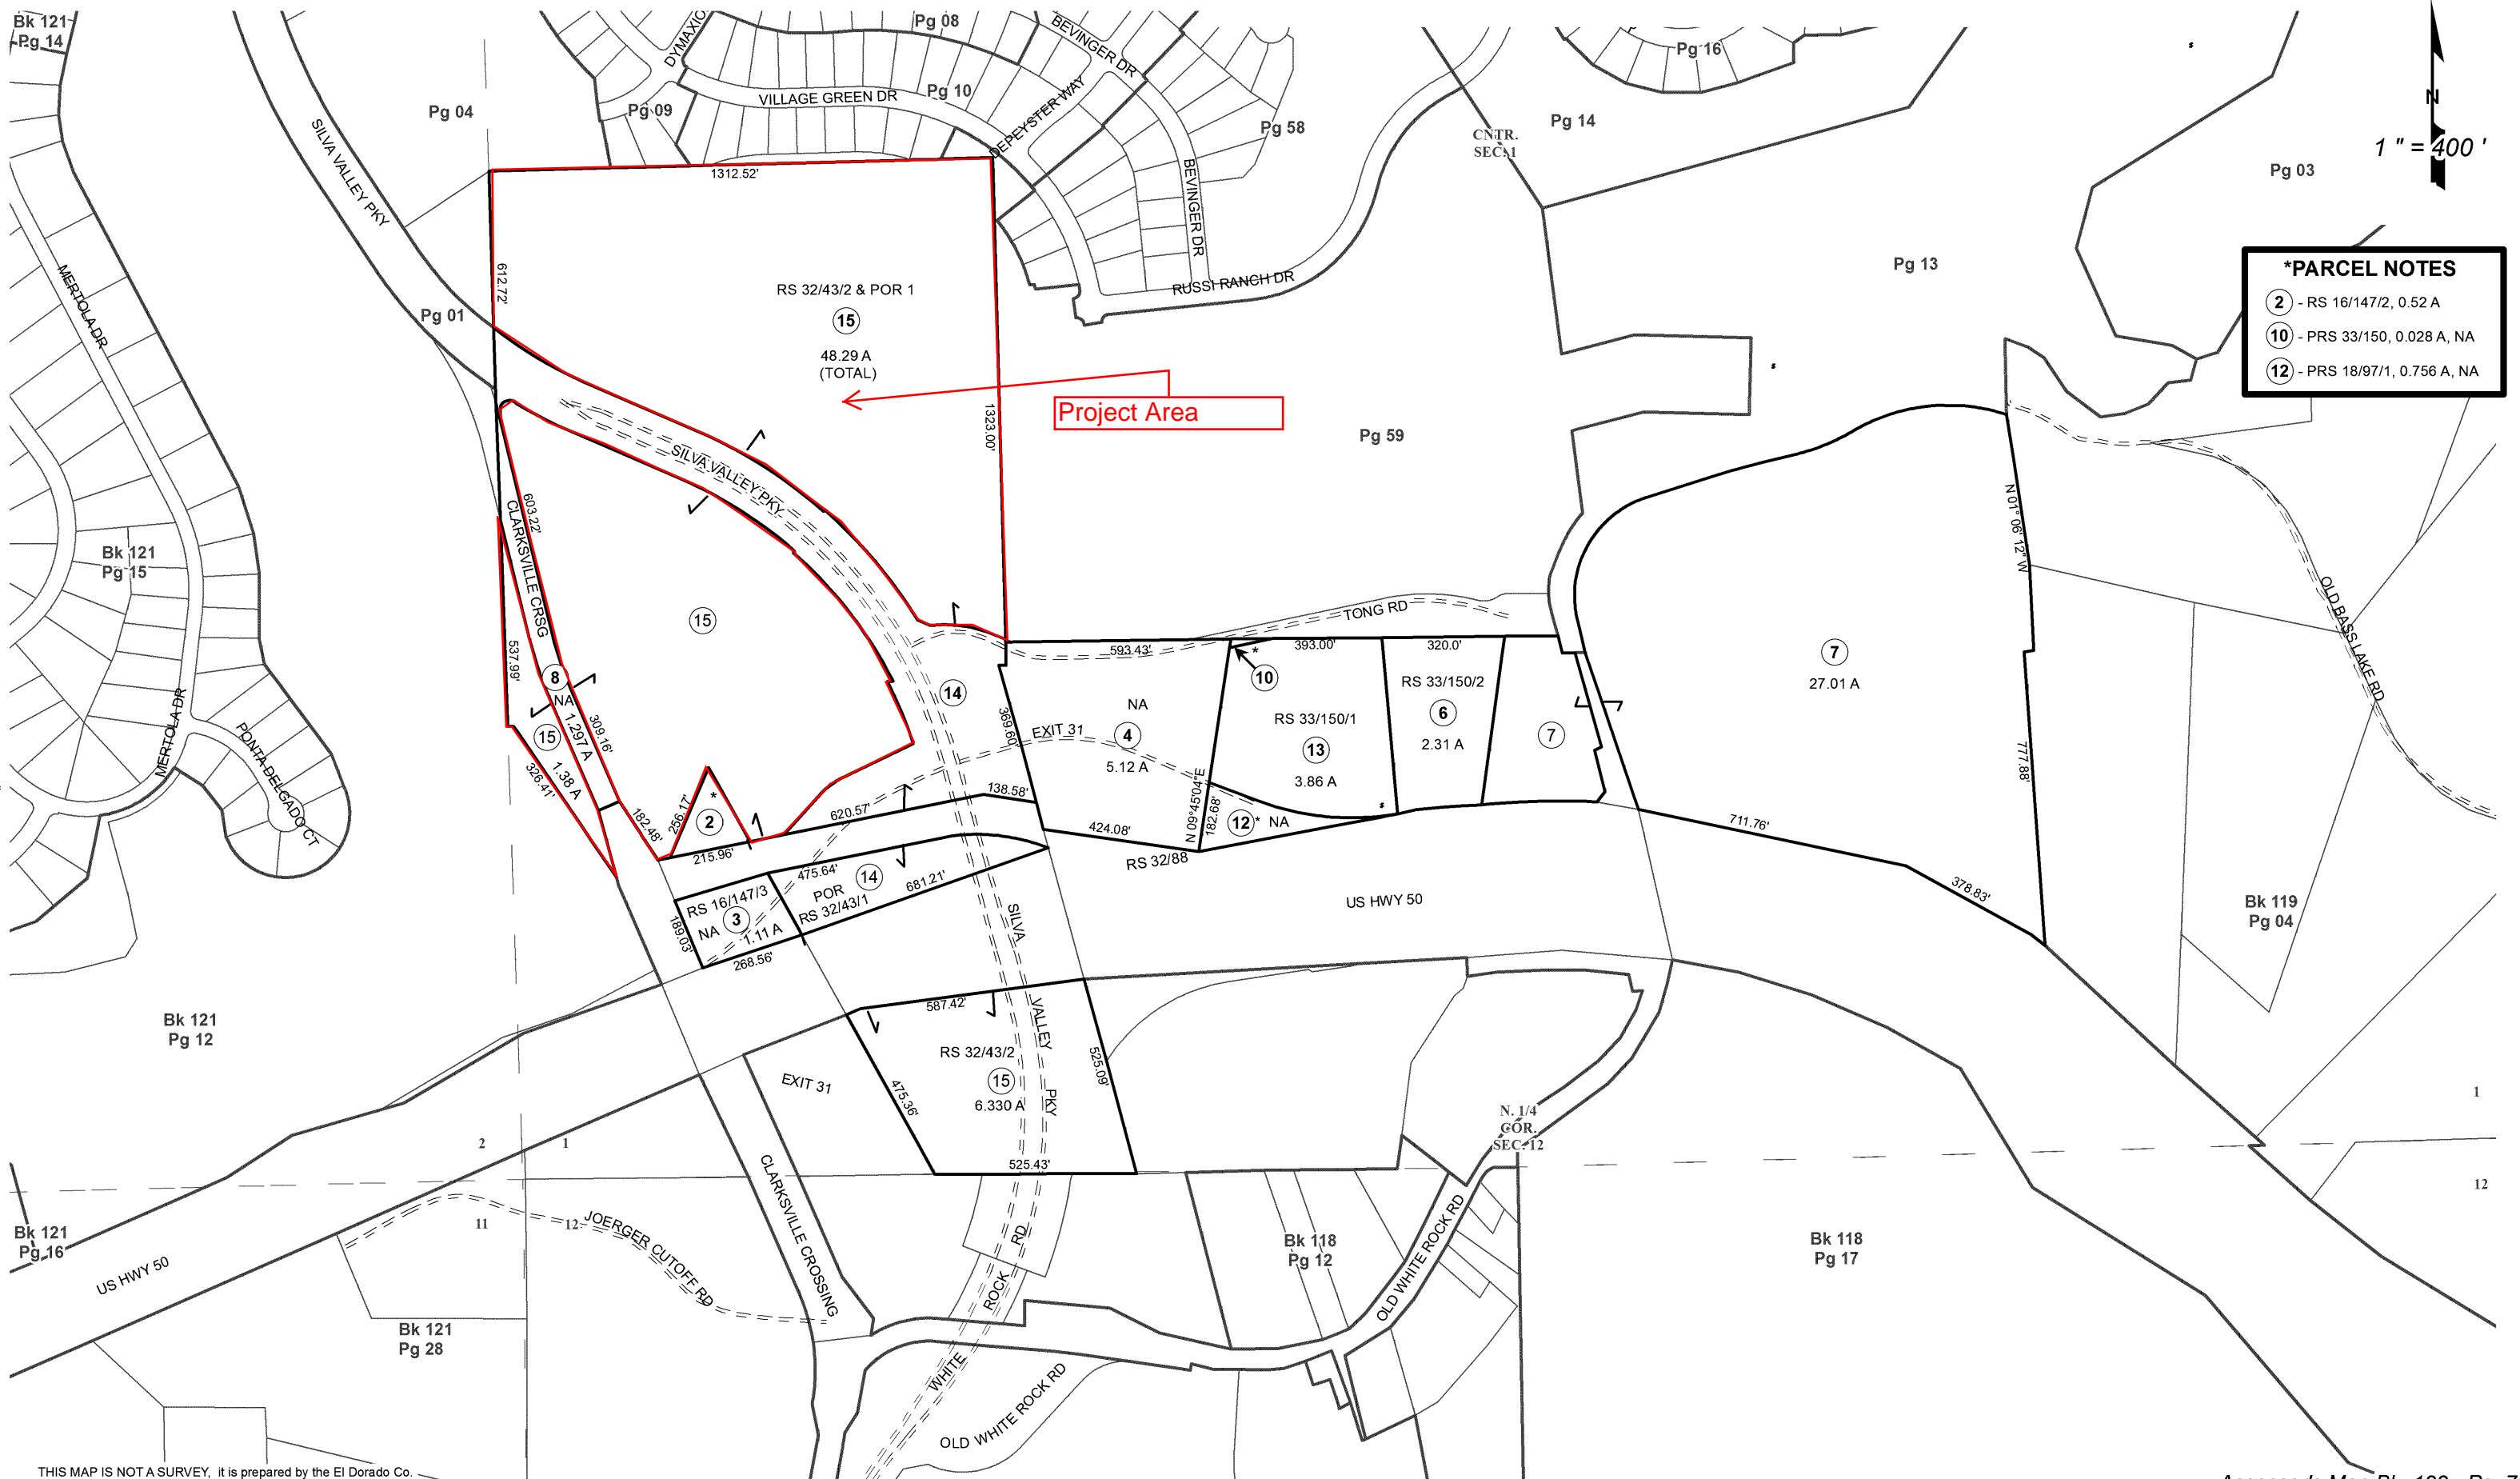 Bk 121
Pg 14
Pg 04
SILVA VALLEY PKY
Pg 01
DYMAXIO
Pg 08
Pg 09
Pg 10
VILLAGE GREEN DR
DEPEYSTER WAY
BEVINGER DR
BEVINGER DR
Pg 58
RUSSI RANCH DR
CNTR.
SEC. 1
Pg 14
Pg 16
Pg 13
Pg 03
N
1 " = 400 '
*PARCEL NOTES
2 - RS 16/147/2, 0.52 A
10 - PRS 33/150, 0.028 A, NA
12 - PRS 18/97/1, 0.756 A, NA
1312.52'
612.72'
RS 32/43/2 & POR 1
15
48.29 A
(TOTAL)
1323.00'
Project Area
Pg 59
MERTOLA DR
Bk 121
Pg 15
MERTOLA DR
PONTA DELGADO CT
SILVA VALLEY PKY
603.22'
CLARKSVILLE CRSG
537.99'
15
8
NA
1.297 A
309.16'
15
1.38 A
326.41'
182.48'
256.17'
*
2
215.96'
620.57'
138.58'
14
369.60'
593.43'
NA
EXIT 31
4
5.12 A
424.08'
N 09°45'04"E
182.68'
12 * NA
RS 32/88
*
10
393.00'
RS 33/150/1
13
3.86 A
320.0'
RS 33/150/2
6
2.31 A
7
TONG RD
7
27.01 A
N 01° 06' 12" W
777.88'
711.76'
378.83'
OLD BASS LAKE RD
Bk 119
Pg 04
US HWY 50
475.64'
14
POR
RS 32/43/1
681.21'
RS 16/147/3
3
NA
1.11 A
189.03'
268.56'
SILVA
VALLEY
PKY
587.42'
RS 32/43/2
15
6.330 A
475.36'
525.09'
525.43'
EXIT 31
Bk 121
Pg 12
2
1
11
12
N. 1/4
COR.
SEC. 12
1
12
Bk 121
Pg 16
US HWY 50
JOERGER CUTOFF RD
CLARKSVILLE CROSSING
Bk 121
Pg 28
WHITE
ROCK
RD
OLD WHITE ROCK RD
OLD WHITE ROCK RD
Bk 118
Pg 12
Bk 118
Pg 17
THIS MAP IS NOT A SURVEY, it is prepared by the El Dorado Co.